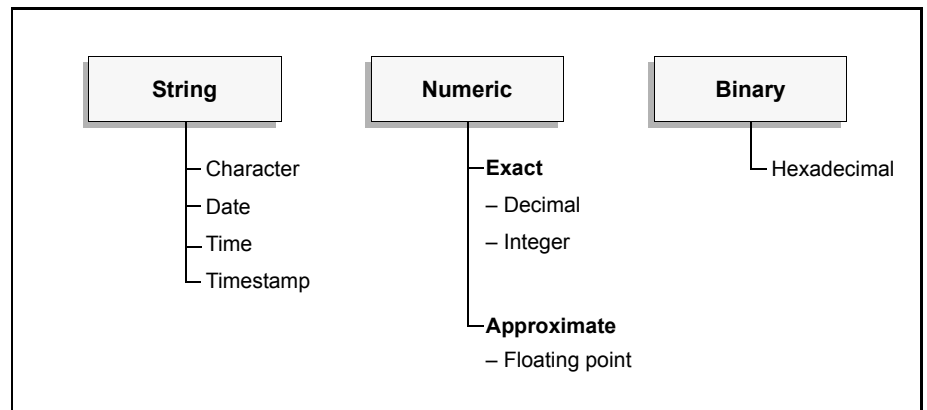 String
Character
Date
Time
Timestamp
Numeric
Exact
– Decimal
– Integer
Approximate
– Floating point
Binary
Hexadecimal